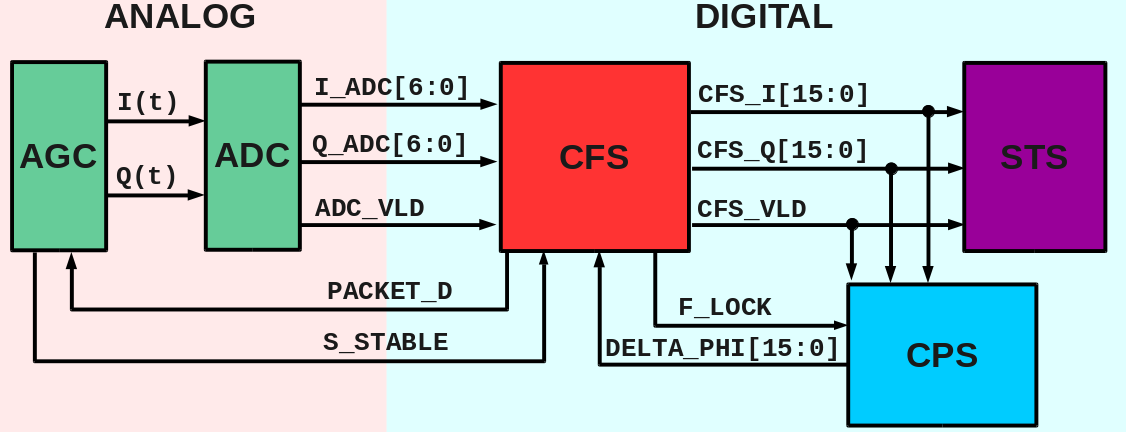 ANALOG
DIGITAL
AGC
I(t)
Q(t)
ADC
I_ADC[6:0]
Q_ADC[6:0]
ADC_VLD
CFS
CFS_I[15:0]
CFS_Q[15:0]
CFS_VLD
STS
PACKET_D
S_STABLE
F_LOCK
DELTA_PHI[15:0]
CPS